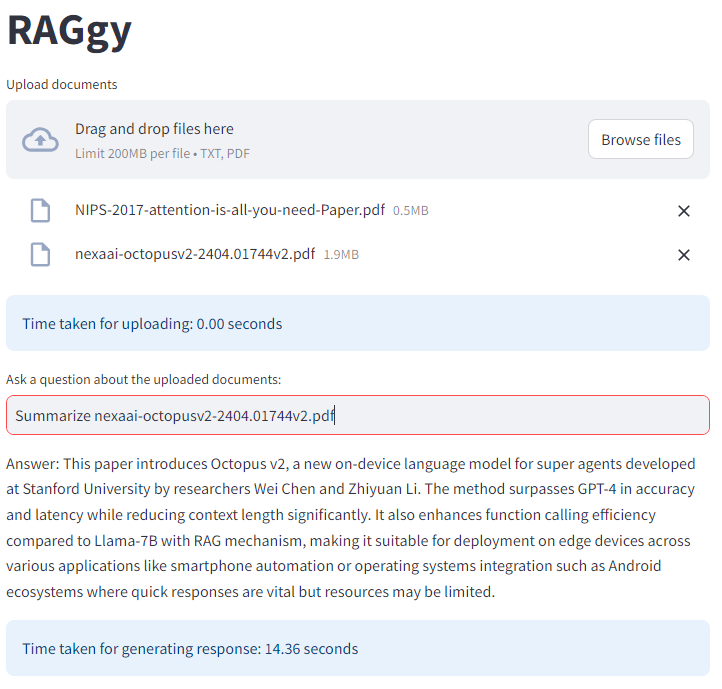 RAGgy
Upload documents
Drag and drop files here
Limit 200MB per file • TXT, PDF
Browse files
NIPS-2017-attention-is-all-you-need-Paper.pdf 0.5MB
nexaai-octopusv2-2404.01744v2.pdf 1.9MB
Time taken for uploading: 0.00 seconds
Ask a question about the uploaded documents:
Summarize nexaai-octopusv2-2404.01744v2.pdf
Answer: This paper introduces Octopus v2, a new on-device language model for super agents developed
at Stanford University by researchers Wei Chen and Zhiyuan Li. The method surpasses GPT-4 in accuracy
and latency while reducing context length significantly. It also enhances function calling efficiency
compared to Llama-7B with RAG mechanism, making it suitable for deployment on edge devices across
various applications like smartphone automation or operating systems integration such as Android
ecosystems where quick responses are vital but resources may be limited.
Time taken for generating response: 14.36 seconds